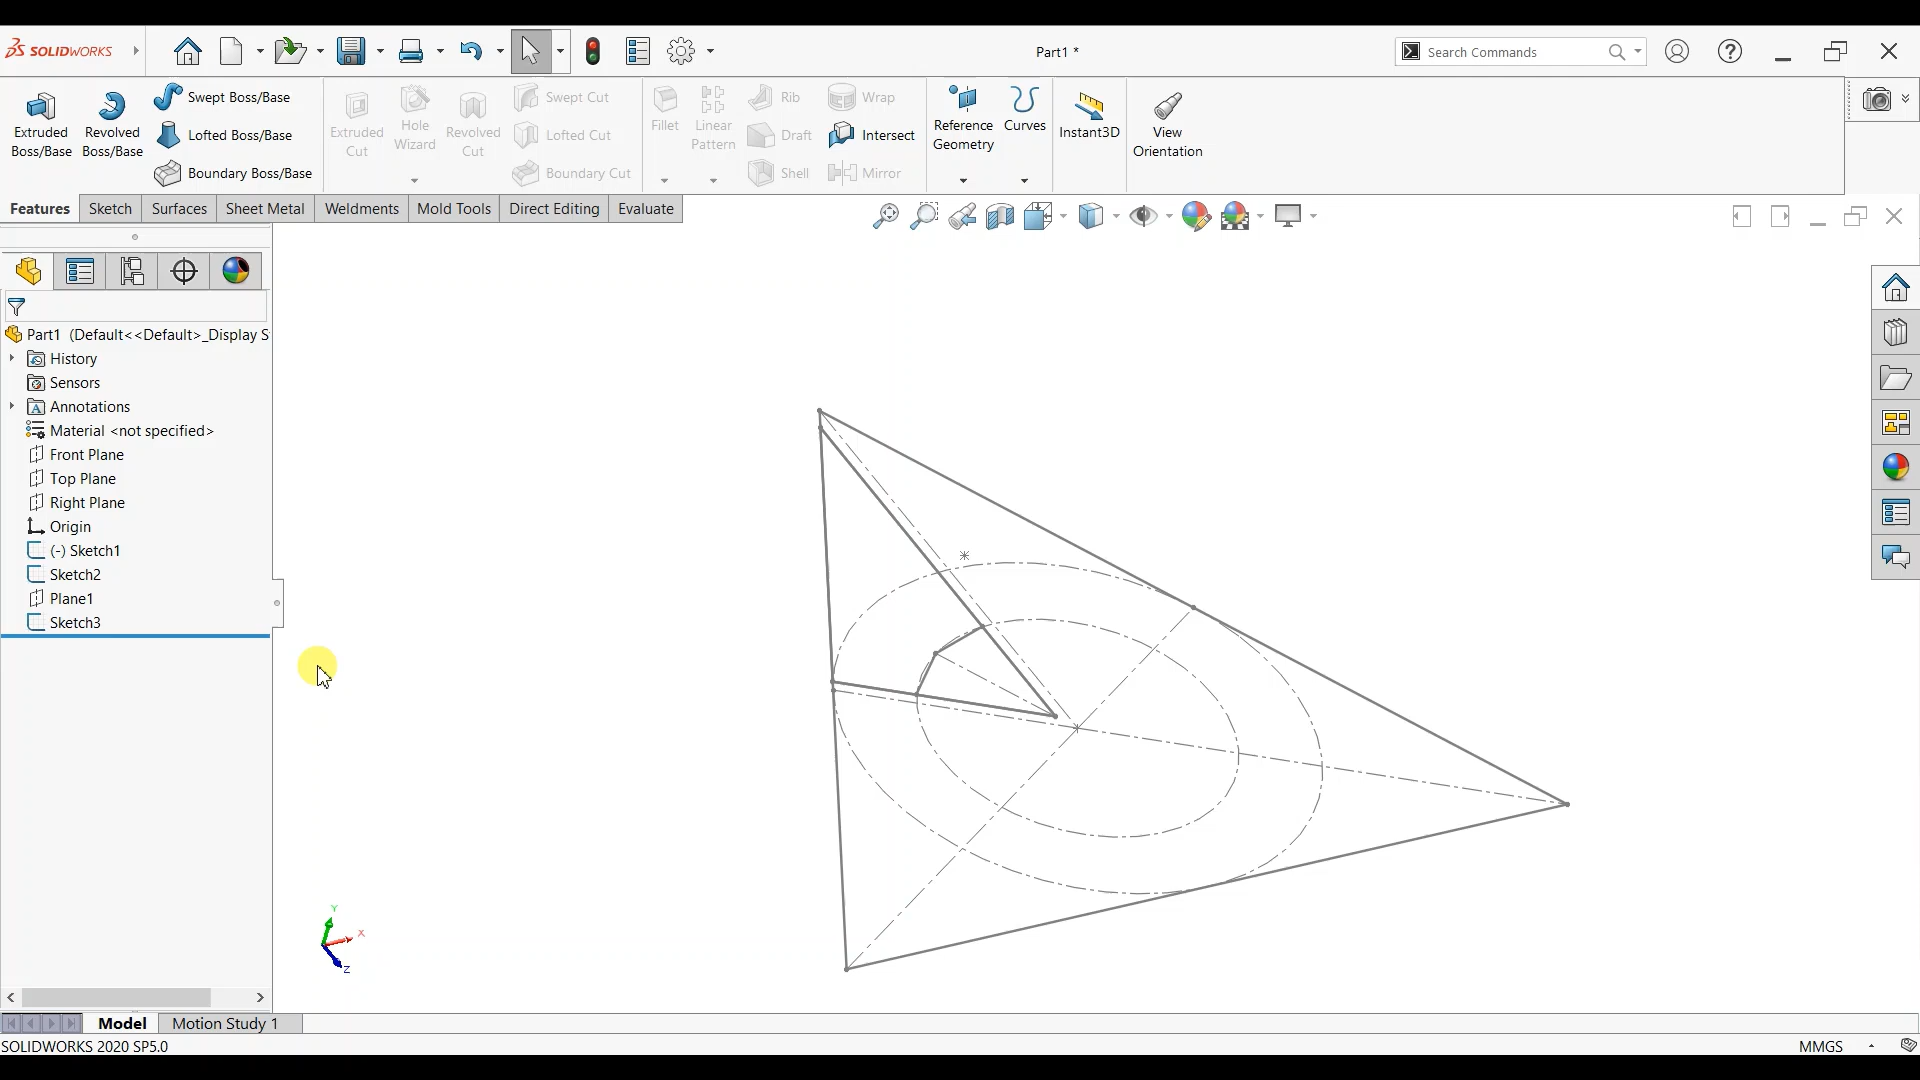 SOLIDWORKS
Part1 *
Search Commands
Extruded Boss/Base
Revolved Boss/Base
Swept Boss/Base
Lofted Boss/Base
Boundary Boss/Base
Extruded Cut
Hole Wizard
Revolved Cut
Swept Cut
Lofted Cut
Boundary Cut
Fillet
Linear Pattern
Rib
Draft
Shell
Wrap
Intersect
Mirror
Reference Geometry
Curves
Instant3D
View Orientation
Features
Sketch
Surfaces
Sheet Metal
Weldments
Mold Tools
Direct Editing
Evaluate
Part1 (Default<<Default>_Display S
History
Sensors
Annotations
Material <not specified>
Front Plane
Top Plane
Right Plane
Origin
(-) Sketch1
Sketch2
Plane1
Sketch3
Y
X
Z
Model
Motion Study 1
SOLIDWORKS 2020 SP5.0
MMGS